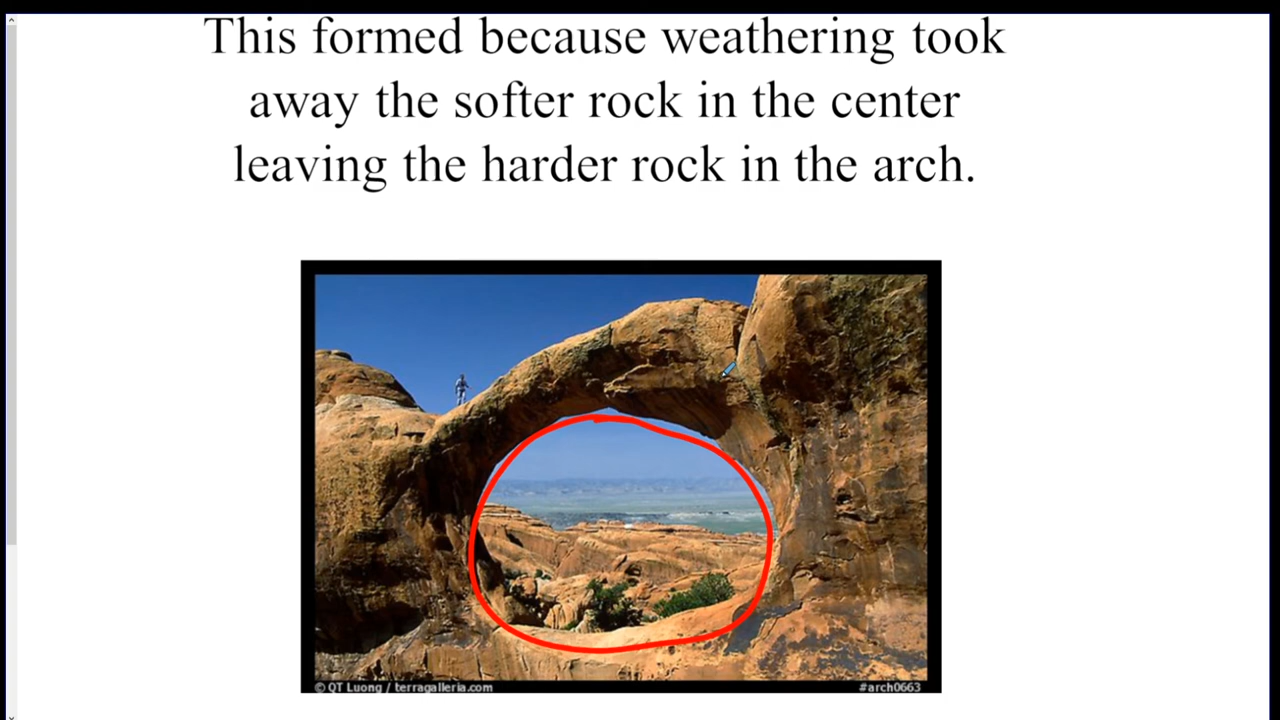 This formed because weathering took
away the softer rock in the center
leaving the harder rock in the arch.
© QT Luong / terragalleria.com
#arch0663